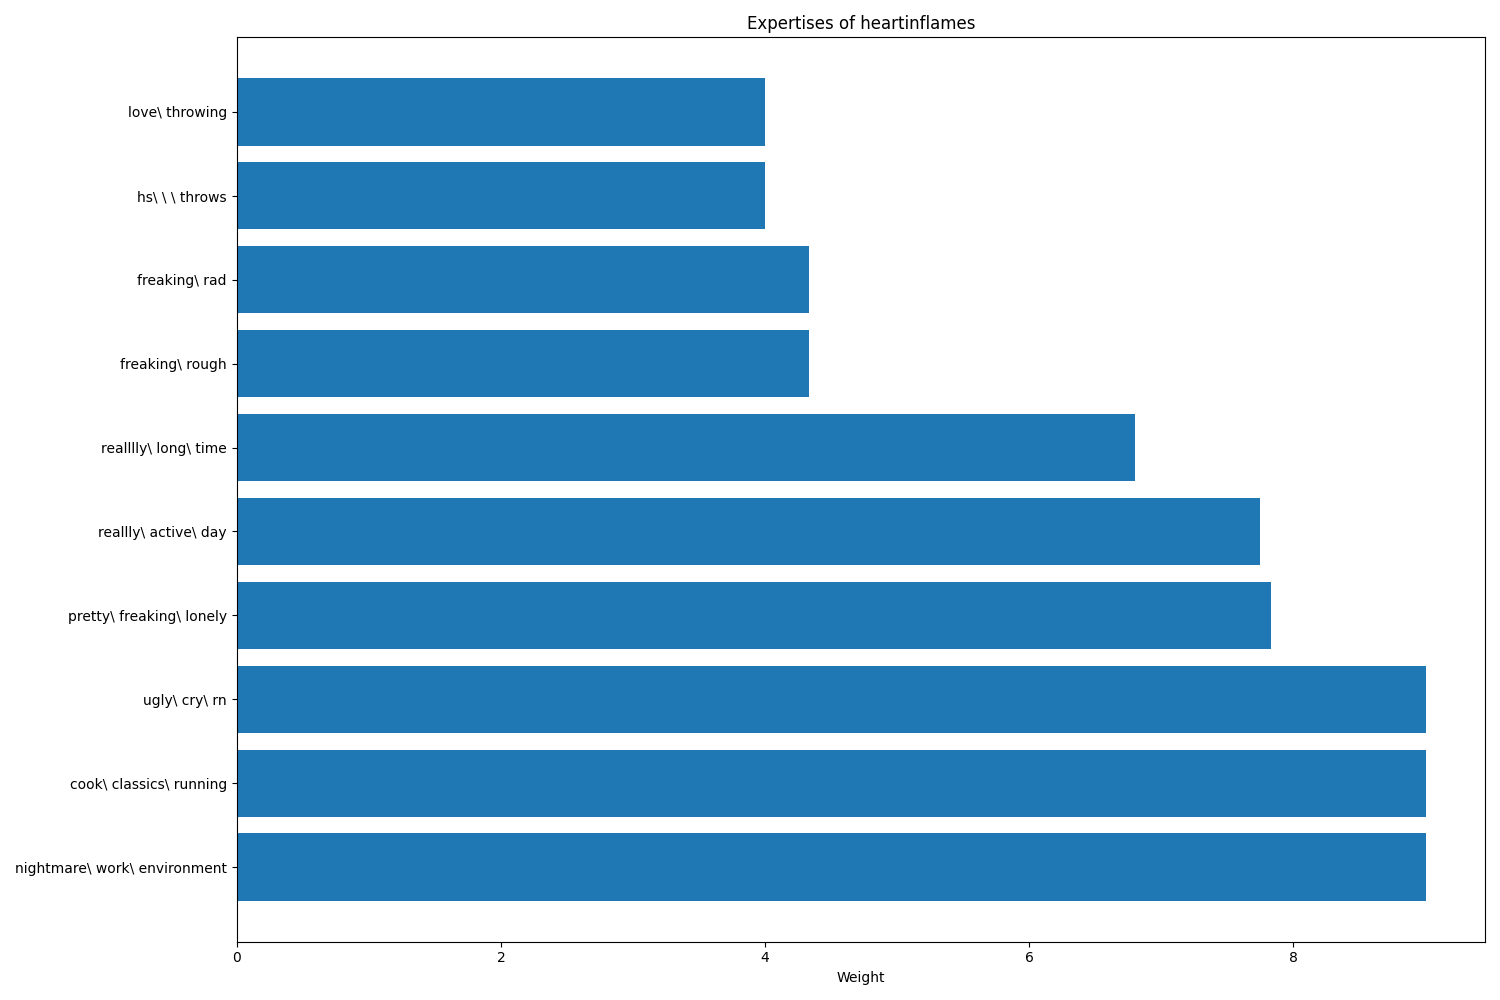 Expertises of heartinflames
love\ throwing
hs\ \ \ throws
freaking\ rad
freaking\ rough
realllly\ long\ time
reallly\ active\ day
pretty\ freaking\ lonely
ugly\ cry\ rn
cook\ classics\ running
nightmare\ work\ environment
0 2 4 6 8
Weight